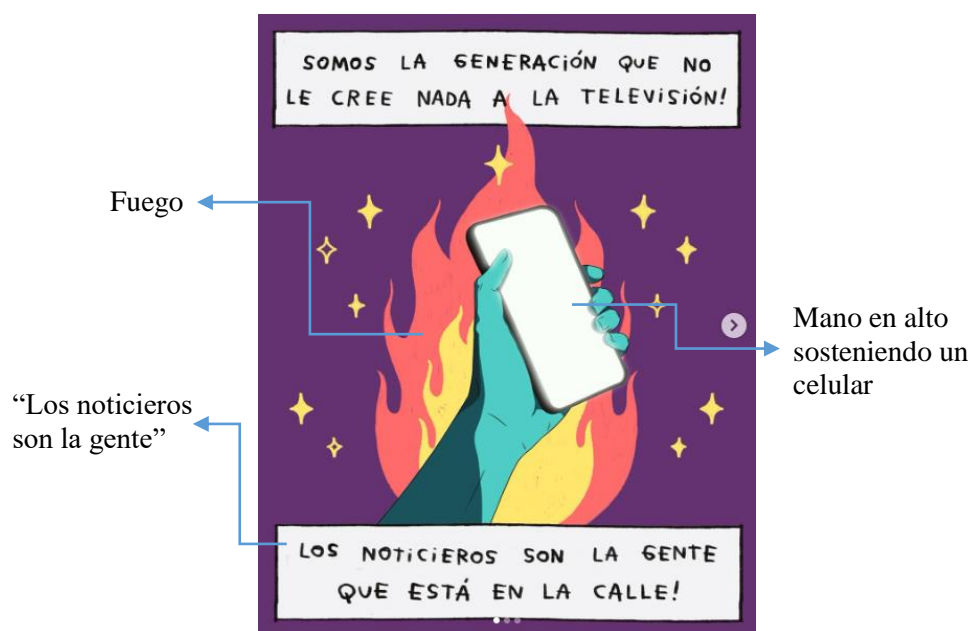 SOMOS LA GENERACIÓN QUE NO
LE CREE NADA A LA TELEVISIÓN!
Fuego
Mano en alto
sosteniendo un
celular
“Los noticieros
son la gente”
LOS NOTICIEROS SON LA GENTE
QUE ESTÁ EN LA CALLE!